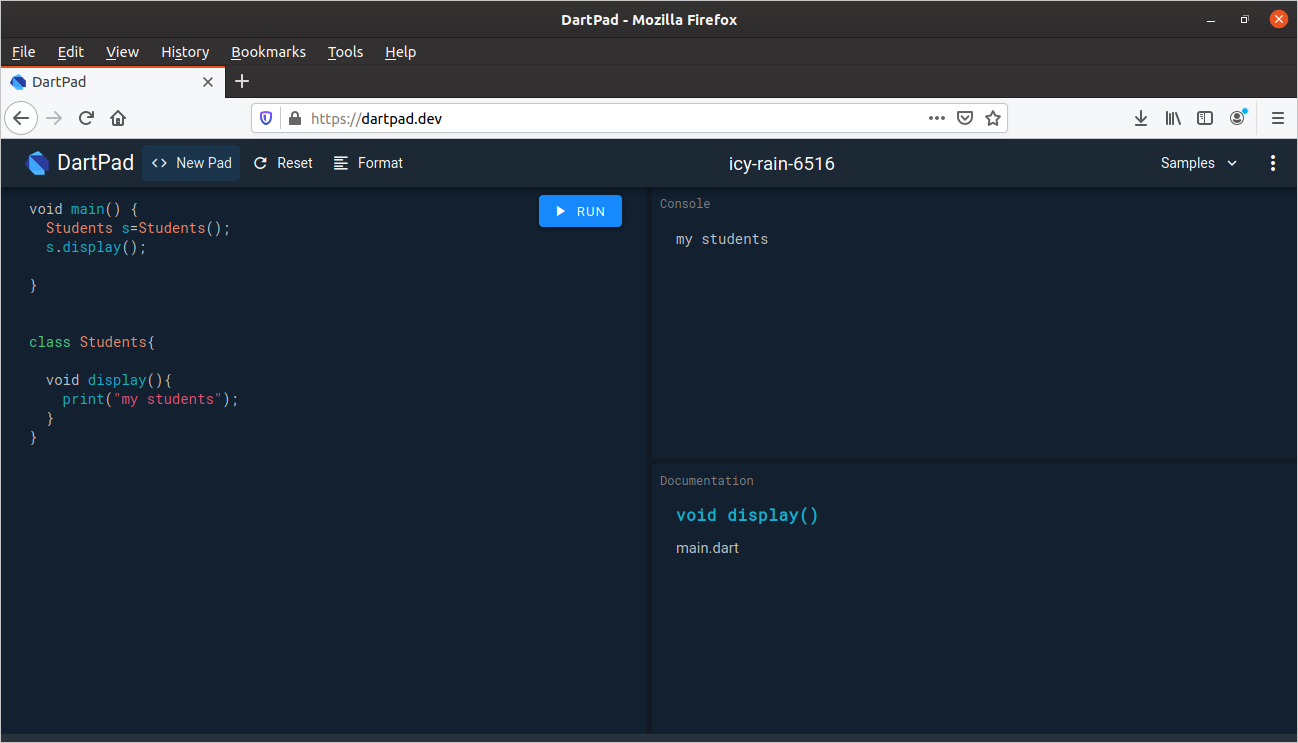 DartPad - Mozilla Firefox
File Edit View History Bookmarks Tools Help
DartPad
https://dartpad.dev
DartPad New Pad Reset Format icy-rain-6516 Samples
void main() {
  Students s=Students();
  s.display();
}
class Students{
  void display(){
    print("my students");
  }
}
RUN
Console
my students
Documentation
void display()
main.dart